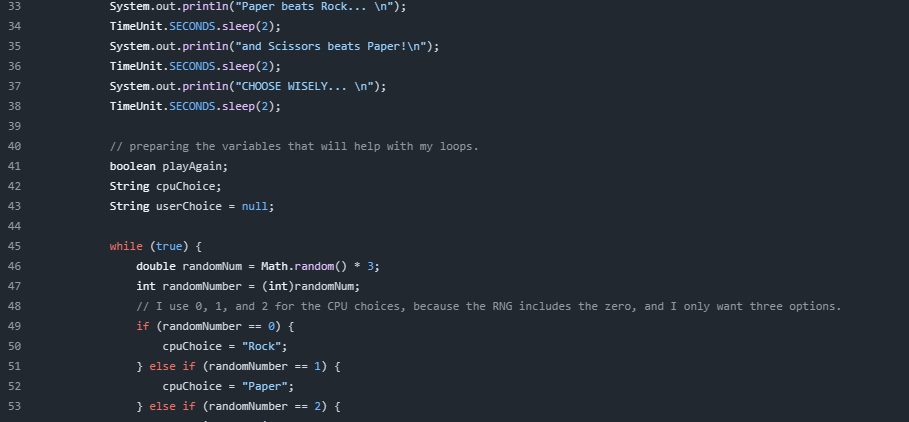 33 System.out.println("Paper beats Rock... \n");
34 TimeUnit.SECONDS.sleep(2);
35 System.out.println("and Scissors beats Paper!\n");
36 TimeUnit.SECONDS.sleep(2);
37 System.out.println("CHOOSE WISELY... \n");
38 TimeUnit.SECONDS.sleep(2);
39
40 // preparing the variables that will help with my loops.
41 boolean playAgain;
42 String cpuChoice;
43 String userChoice = null;
44
45 while (true) {
46 double randomNum = Math.random() * 3;
47 int randomNumber = (int)randomNum;
48 // I use 0, 1, and 2 for the CPU choices, because the RNG includes the zero, and I only want three options.
49 if (randomNumber == 0) {
50 cpuChoice = "Rock";
51 } else if (randomNumber == 1) {
52 cpuChoice = "Paper";
53 } else if (randomNumber == 2) {